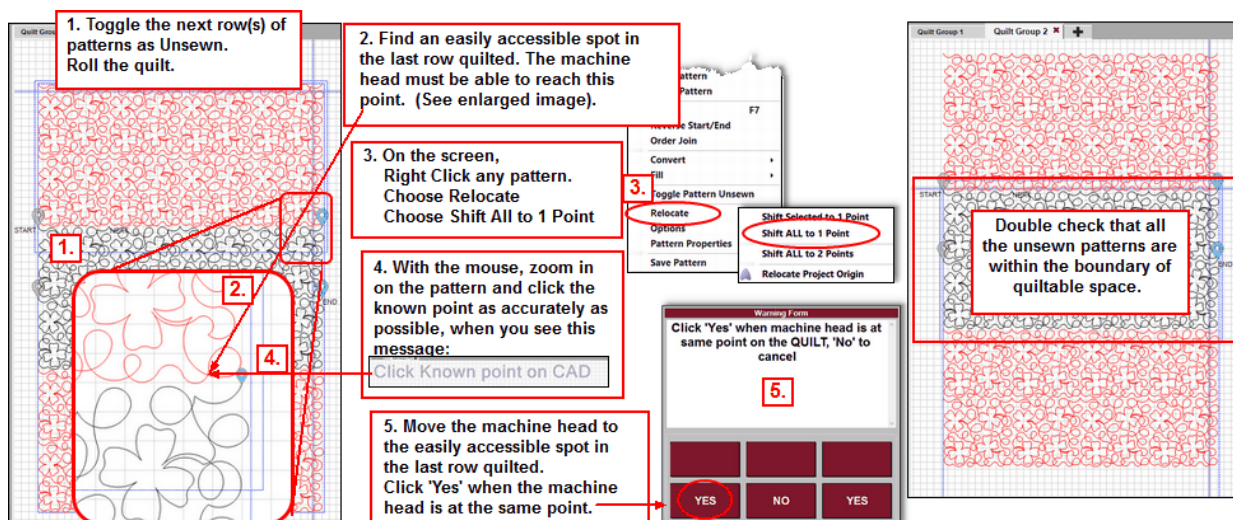 Quilt Gro
1. Toggle the next row(s) of
patterns as Unsewn.
Roll the quilt.
START
END
1.
2.
4.
2. Find an easily accessible spot in
the last row quilted. The machine
head must be able to reach this
point. (See enlarged image).
3. On the screen,
Right Click any pattern.
Choose Relocate
Choose Shift All to 1 Point
4. With the mouse, zoom in
on the pattern and click the
known point as accurately as
possible, when you see this
message:
Click Known point on CAD
5. Move the machine head to
the easily accessible spot in
the last row quilted.
Click 'Yes' when the machine
head is at the same point.
Pattern
F7
Reverse Start/End
Order Join
Convert
Fill
Toggle Pattern Unsewn
3.
Relocate
Options
Pattern Properties
Save Pattern
Shift Selected to 1 Point
Shift ALL to 1 Point
Shift ALL to 2 Points
Relocate Project Origin
Warning Form
Click 'Yes' when machine head is at
same point on the QUILT, 'No' to
cancel
5.
YES NO YES
Quilt Group 1 Quilt Group 2
START
END
Double check that all
the unsewn patterns are
within the boundary of
quiltable space.